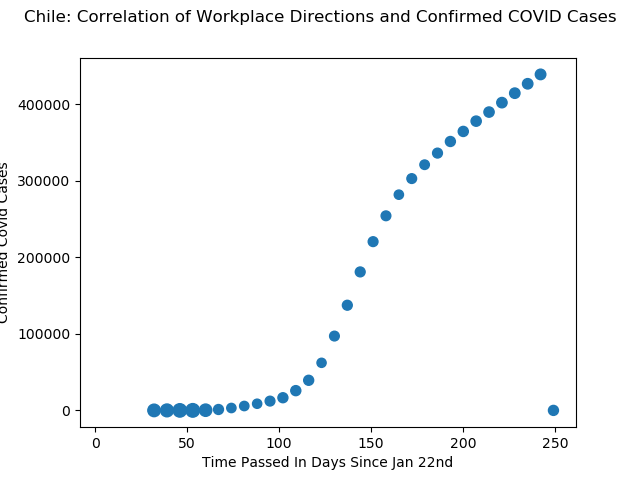 Chile: Correlation of Workplace Directions and Confirmed COVID Cases
400000
300000
200000
100000
0
Confirmed Covid Cases
0 50 100 150 200 250
Time Passed In Days Since Jan 22nd